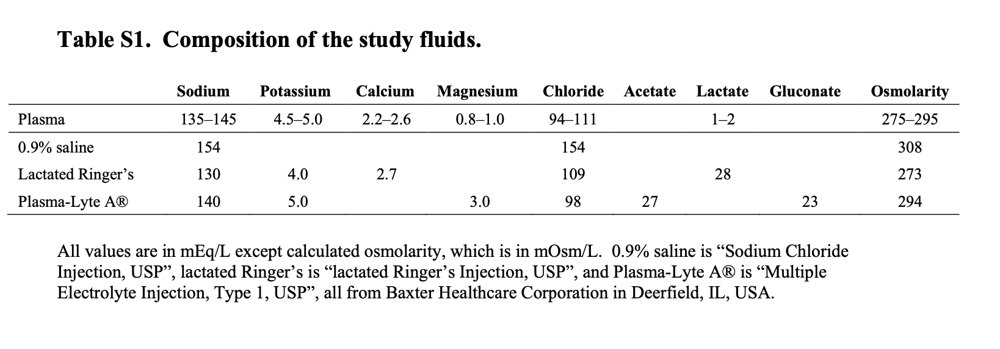 Table S1.  Composition of the study fluids.
Sodium Potassium Calcium Magnesium Chloride Acetate Lactate Gluconate Osmolarity
Plasma 135–145 4.5–5.0 2.2–2.6 0.8–1.0 94–111 1–2 275–295
0.9% saline 154 154 308
Lactated Ringer’s 130 4.0 2.7 109 28 273
Plasma-Lyte A® 140 5.0 3.0 98 27 23 294
All values are in mEq/L except calculated osmolarity, which is in mOsm/L.  0.9% saline is “Sodium Chloride
Injection, USP”, lactated Ringer’s is “lactated Ringer’s Injection, USP”, and Plasma-Lyte A® is “Multiple
Electrolyte Injection, Type 1, USP”, all from Baxter Healthcare Corporation in Deerfield, IL, USA.